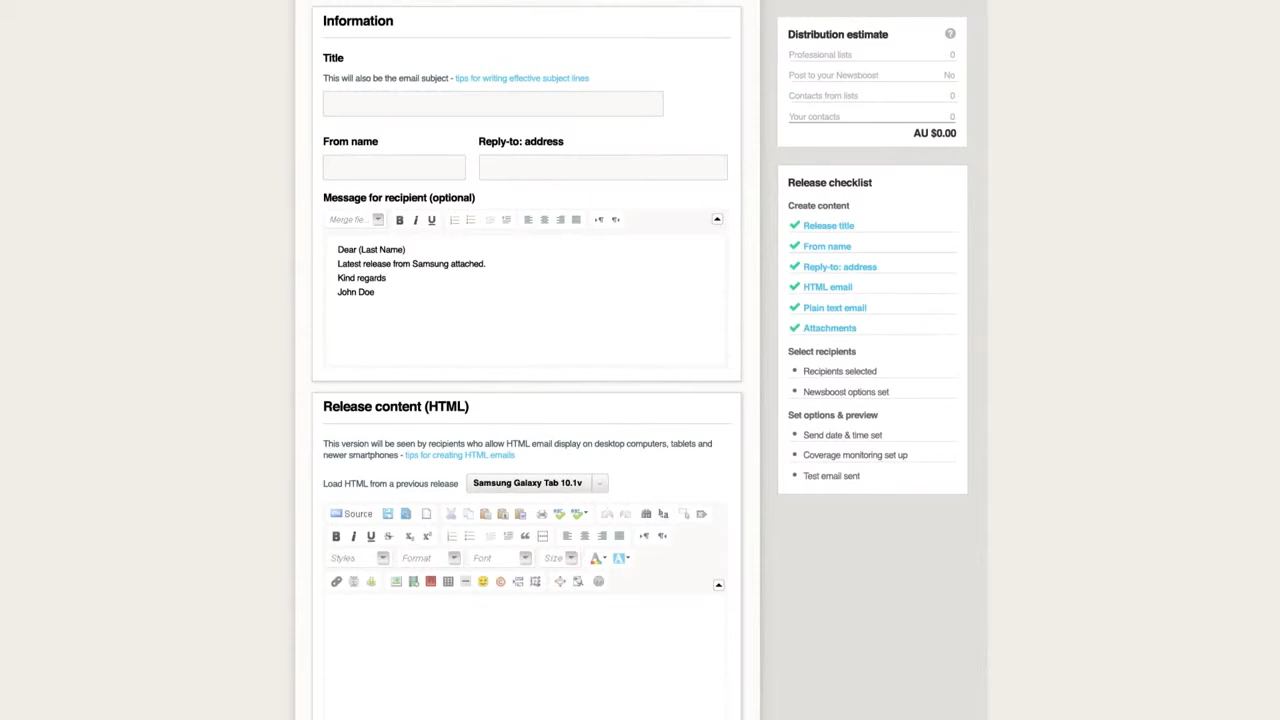 Information
Title
This will also be the email subject - tips for writing effective subject lines
From name
Reply-to: address
Message for recipient (optional)
Merge fie...
B I U
Dear (Last Name)
Latest release from Samsung attached.
Kind regards
John Doe
Release content (HTML)
This version will be seen by recipients who allow HTML email display on desktop computers, tablets and
newer smartphones - tips for creating HTML emails
Load HTML from a previous release Samsung Galaxy Tab 10.1v
Source
B I U S x₂ x²
Styles Format Font Size A A
Distribution estimate ?
Professional lists 0
Post to your Newsboost No
Contacts from lists 0
Your contacts 0
AU $0.00
Release checklist
Create content
Release title
From name
Reply-to: address
HTML email
Plain text email
Attachments
Select recipients
Recipients selected
Newsboost options set
Set options & preview
Send date & time set
Coverage monitoring set up
Test email sent